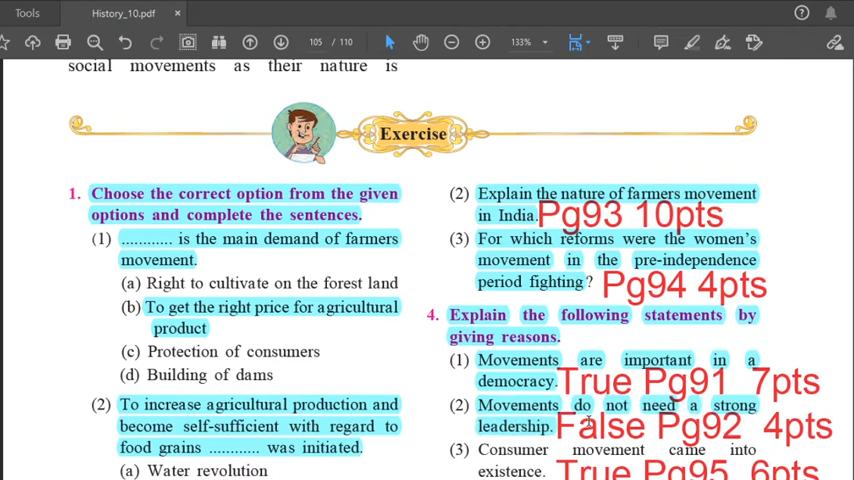 Tools
History_10.pdf
×
105 / 110
133%
social movements as their nature is
Exercise
1. Choose the correct option from the given
options and complete the sentences.
(1) ............ is the main demand of farmers
movement.
(a) Right to cultivate on the forest land
(b) To get the right price for agricultural
product
(c) Protection of consumers
(d) Building of dams
(2) To increase agricultural production and
become self-sufficient with regard to
food grains ............ was initiated.
(a) Water revolution
(2) Explain the nature of farmers movement
in India. Pg93 10pts
(3) For which reforms were the women's
movement in the pre-independence
period fighting? Pg94 4pts
4. Explain the following statements by
giving reasons.
(1) Movements are important in a
democracy. True Pg91 7pts
(2) Movements do not need a strong
leadership. False Pg92 4pts
(3) Consumer movement came into
existence. True Pg95 6pts